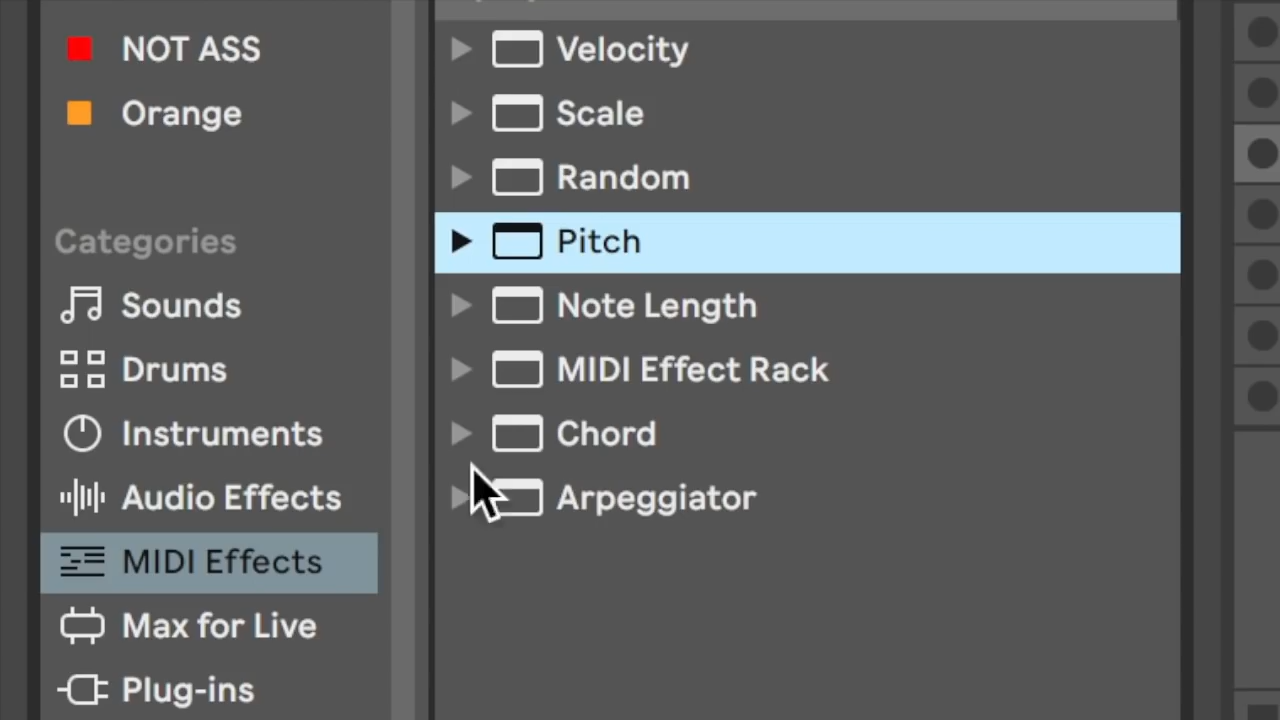 NOT ASS
Orange
Categories
Sounds
Drums
Instruments
Audio Effects
MIDI Effects
Max for Live
Plug-ins
Velocity
Scale
Random
Pitch
Note Length
MIDI Effect Rack
Chord
Arpeggiator